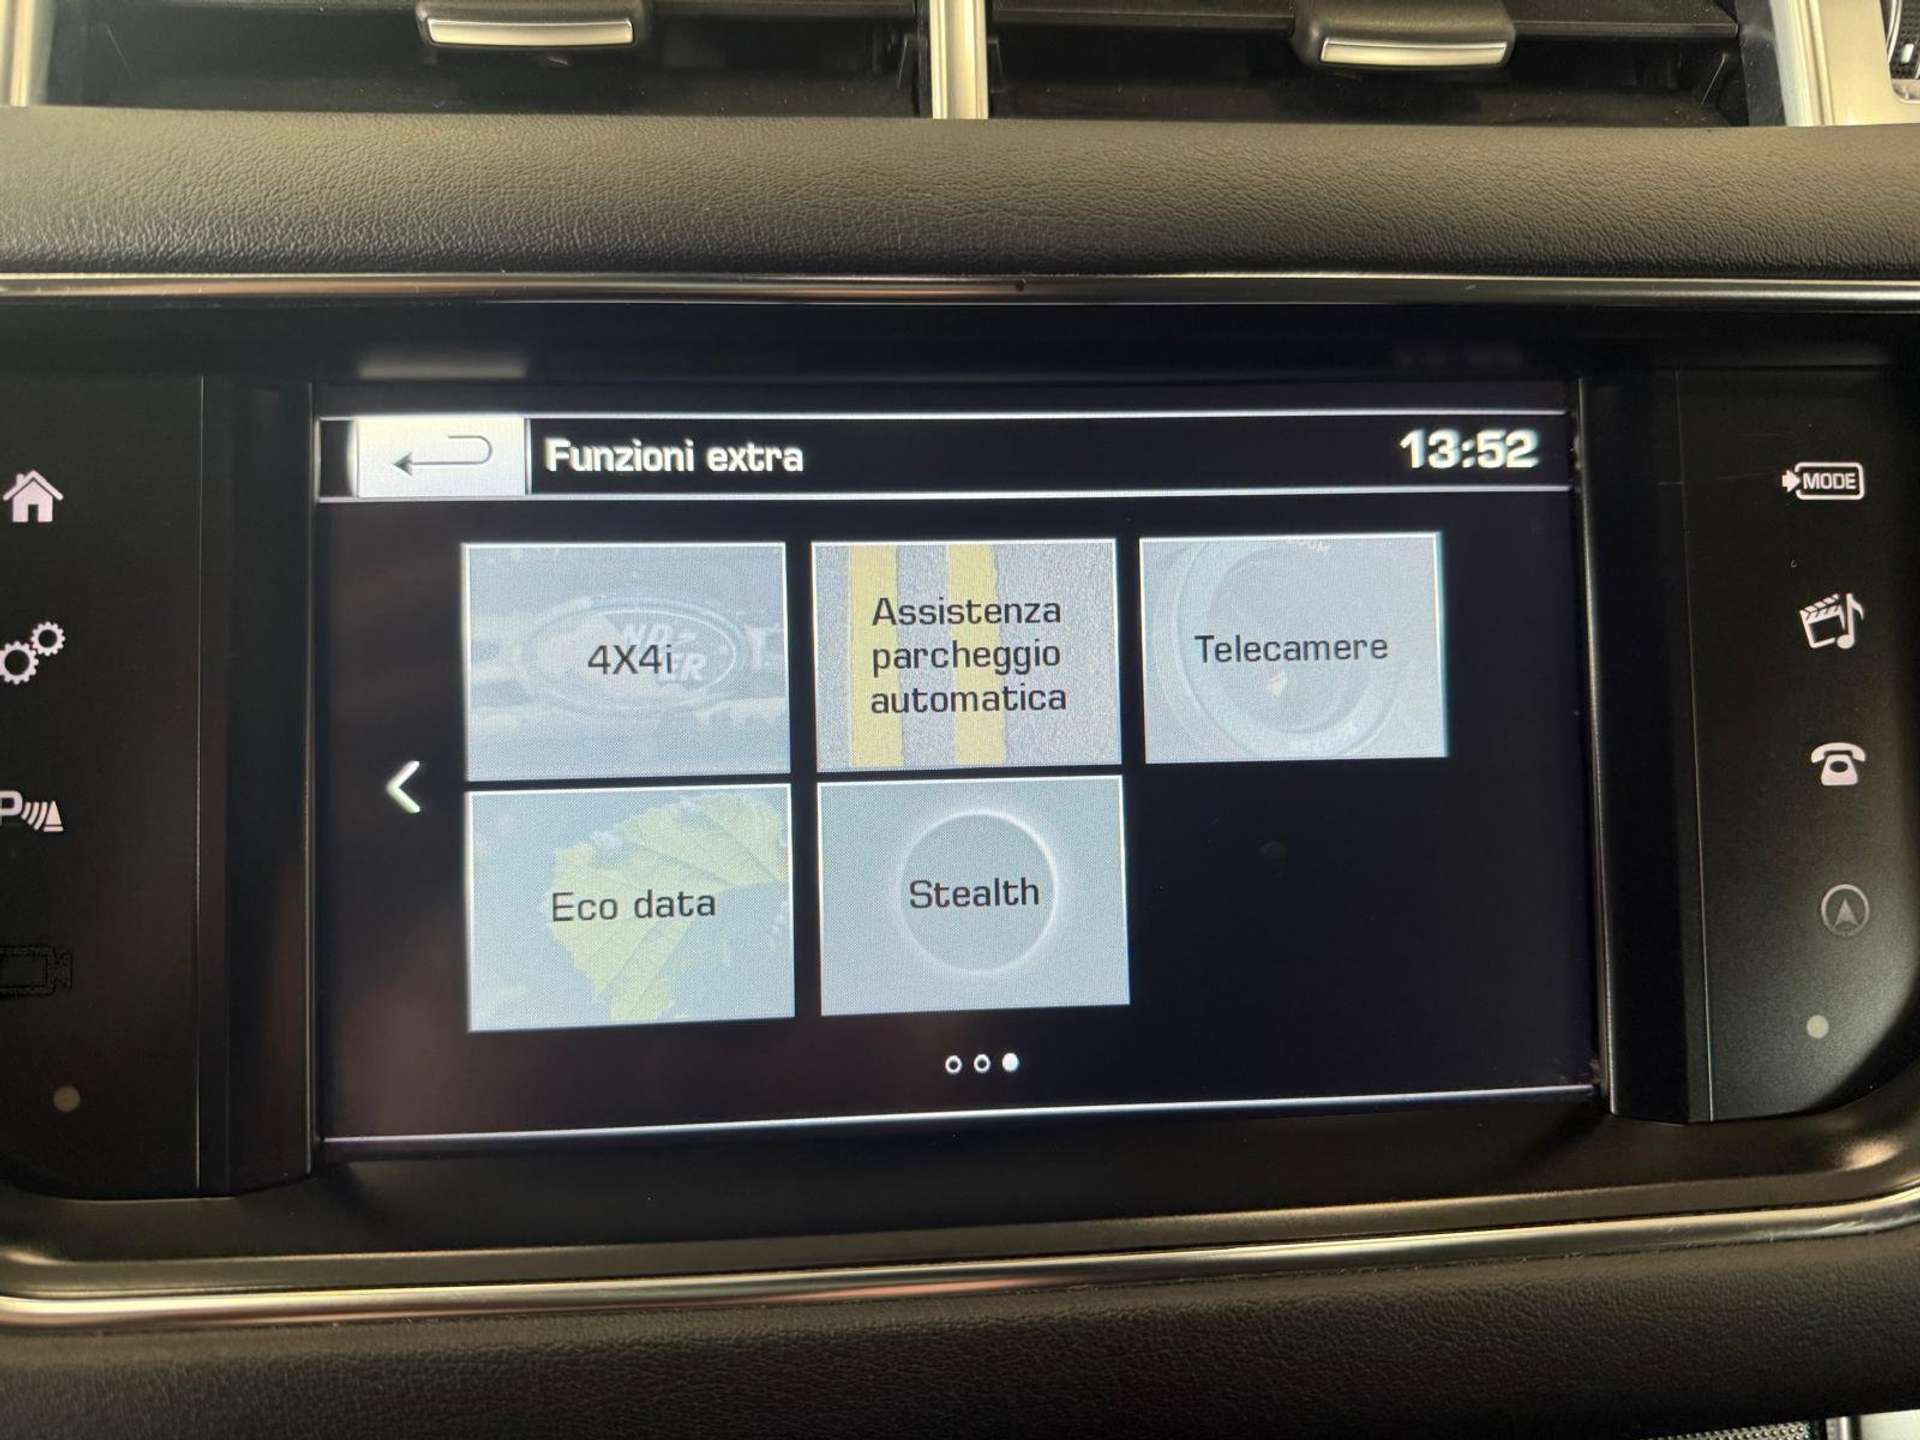 Funzioni extra 13:52
MODE
4X4i
Assistenza
parcheggio
automatica
Telecamere
P
Eco data
Stealth